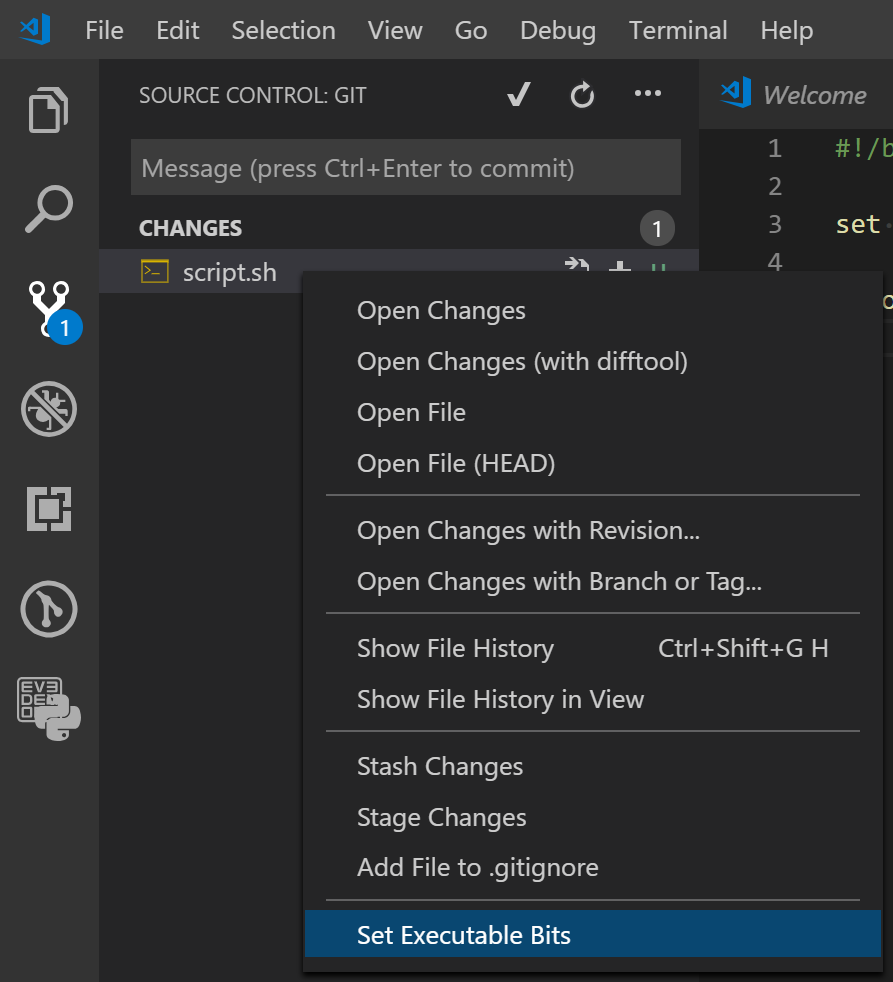 File Edit Selection View Go Debug Terminal Help
SOURCE CONTROL: GIT
Message (press Ctrl+Enter to commit)
CHANGES 1
script.sh
1
Open Changes
Open Changes (with difftool)
Open File
Open File (HEAD)
Open Changes with Revision...
Open Changes with Branch or Tag...
Show File History Ctrl+Shift+G H
Show File History in View
Stash Changes
Stage Changes
Add File to .gitignore
Set Executable Bits
EV3
DEV
Welcome
1 #!/b
2
3 set
4